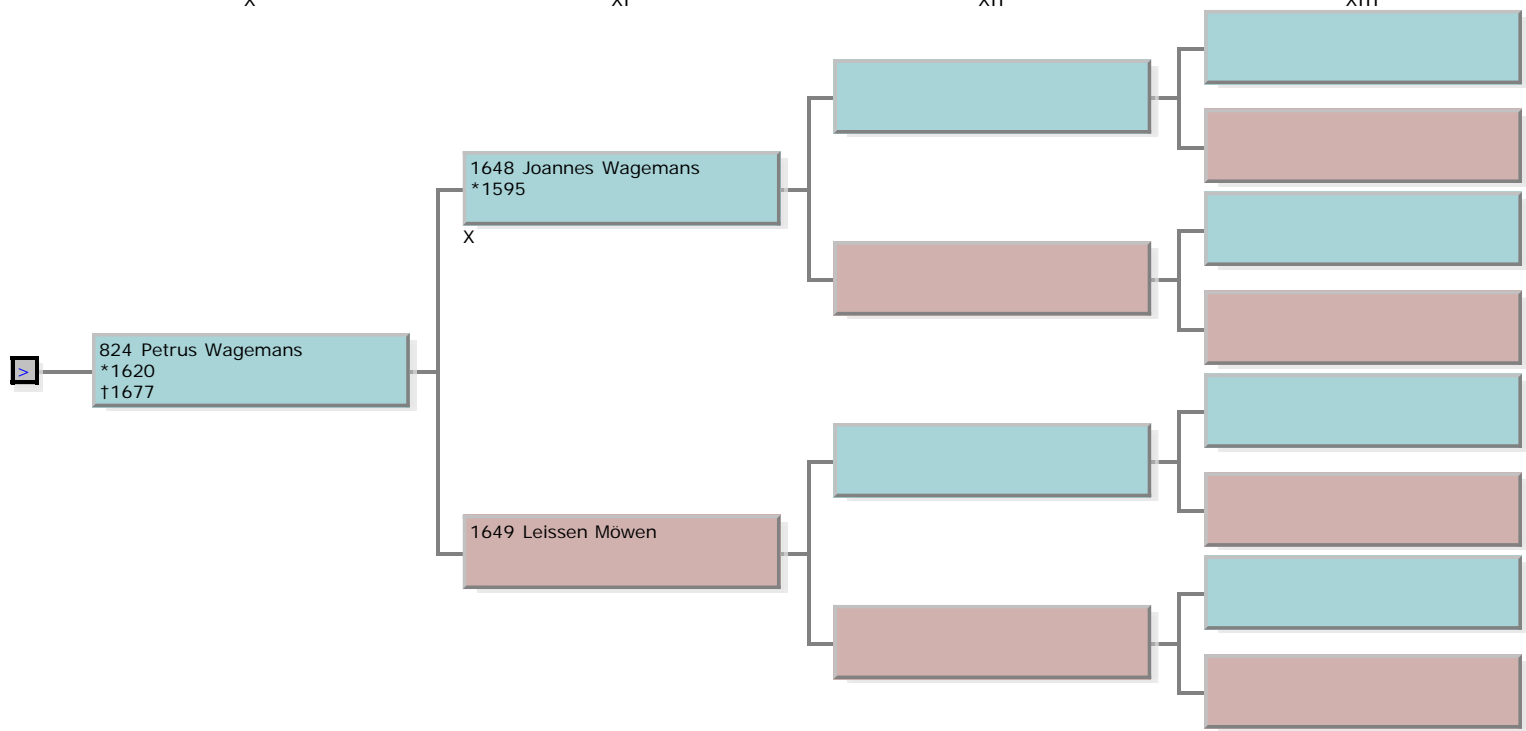 X XI XII XIII
1648 Joannes Wagemans
*1595
X
824 Petrus Wagemans
*1620
†1677
>
1649 Leissen Möwen